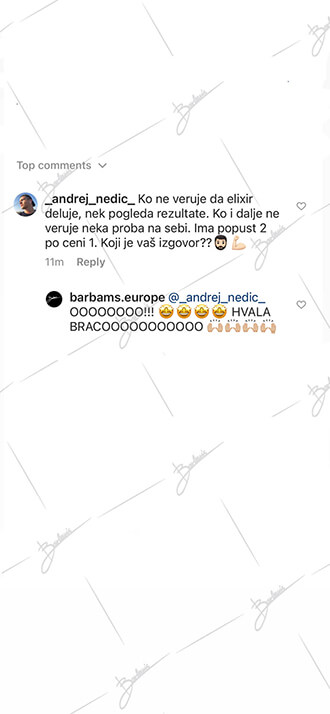 Top comments
_andrej_nedic_ Ko ne veruje da elixir
deluje, nek pogleda rezultate. Ko i dalje ne
veruje neka proba na sebi. Ima popust 2
po ceni 1. Koji je vaš izgovor??🧔🏻💪🏻
11m Reply
barbams.europe @_andrej_nedic_
OOOOOOOO!!! 🤩🤩🤩🤩 HVALA
BRACOOOOOOOOOOO 🙌🏼🙌🏼🙌🏼🙌🏼